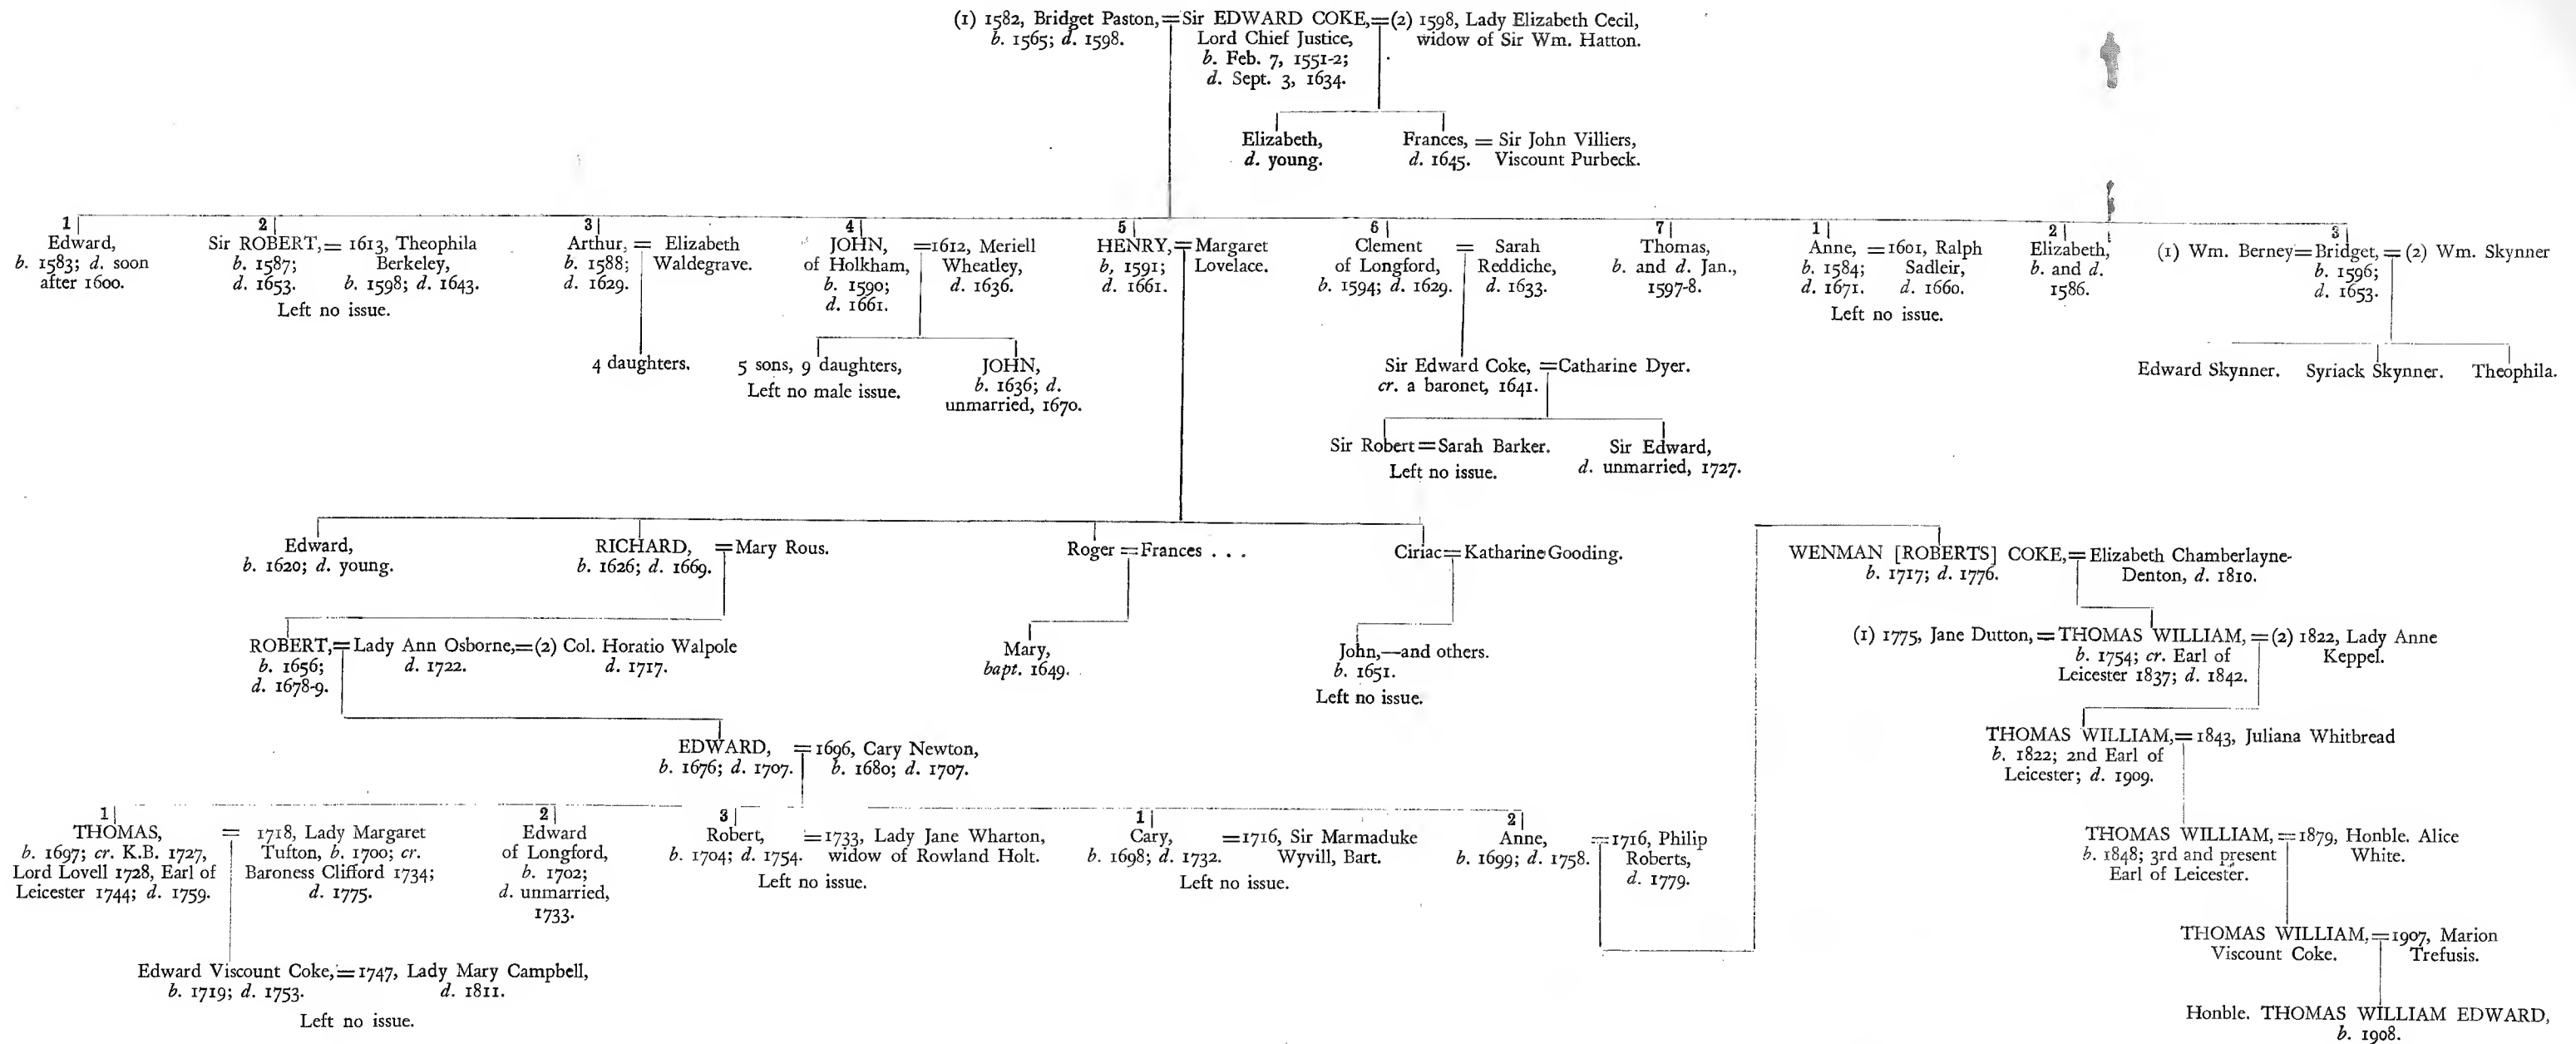 (1) 1582, Bridget Paston,=Sir EDWARD COKE,=(2) 1598, Lady Elizabeth Cecil,
b. 1565; d. 1598.
Lord Chief Justice,
b. Feb. 7, 1551-2;
d. Sept. 3, 1634.
widow of Sir Wm. Hatton.
Elizabeth,
d. young.
Frances, = Sir John Villiers,
d. 1645. Viscount Purbeck.
1
Edward,
b. 1583; d. soon
after 1600.
2
Sir ROBERT,= 1613, Theophila
b. 1587;
d. 1653.
Berkeley,
b. 1598; d. 1643.
Left no issue.
3
Arthur, = Elizabeth
b. 1588;
d. 1629.
Waldegrave.
4 daughters.
4
JOHN, =1612, Meriell
of Holkham,
b. 1590;
d. 1661.
Wheatley,
d. 1636.
5 sons, 9 daughters,
Left no male issue.
JOHN,
b. 1636; d.
unmarried, 1670.
5
HENRY,=Margaret
b, 1591;
d. 1661.
Lovelace.
6
Clement = Sarah
of Longford,
b. 1594; d. 1629.
Reddiche,
d. 1633.
Sir Edward Coke, =Catharine Dyer.
cr. a baronet, 1641.
Sir Robert=Sarah Barker.
Left no issue.
Sir Edward,
d. unmarried, 1727.
7
Thomas,
b. and d. Jan.,
1597-8.
1
Anne, =1601, Ralph
b. 1584;
d. 1671.
Sadleir,
d. 1660.
Left no issue.
2
Elizabeth,
b. and d.
1586.
3
(1) Wm. Berney=Bridget, =(2) Wm. Skynner
b. 1596;
d. 1653.
Edward Skynner. Syriack Skynner. Theophila.
Edward,
b. 1620; d. young.
RICHARD, =Mary Rous.
b. 1626; d. 1669.
Roger =Frances . . .
Ciriac=Katharine Gooding.
ROBERT,=Lady Ann Osborne,=(2) Col. Horatio Walpole
b. 1656;
d. 1678-9.
d. 1722.
d. 1717.
Mary,
bapt. 1649.
John,—and others.
b. 1651.
Left no issue.
EDWARD, =1696, Cary Newton,
b. 1676; d. 1707. b. 1680; d. 1707.
1
THOMAS, = 1718, Lady Margaret
b. 1697; cr. K.B. 1727,
Lord Lovell 1728, Earl of
Leicester 1744; d. 1759.
Tufton, b. 1700; cr.
Baroness Clifford 1734;
d. 1775.
Edward Viscount Coke,=1747, Lady Mary Campbell,
b. 1719; d. 1753. d. 1811.
Left no issue.
2
Edward
of Longford,
b. 1702;
d. unmarried,
1733.
3
Robert, =1733, Lady Jane Wharton,
b. 1704; d. 1754. widow of Rowland Holt.
Left no issue.
1
Cary, =1716, Sir Marmaduke
b. 1698; d. 1732. Wyvill, Bart.
Left no issue.
2
Anne, =1716, Philip
b. 1699; d. 1758. Roberts,
d. 1779.
WENMAN [ROBERTS] COKE,=Elizabeth Chamberlayne-
b. 1717; d. 1776. Denton, d. 1810.
(1) 1775, Jane Dutton,=THOMAS WILLIAM, =(2) 1822, Lady Anne
b. 1754; cr. Earl of
Leicester 1837; d. 1842.
Keppel.
THOMAS WILLIAM,=1843, Juliana Whitbread
b. 1822; 2nd Earl of
Leicester; d. 1909.
THOMAS WILLIAM,=1879, Honble. Alice
b. 1848; 3rd and present
Earl of Leicester.
White.
THOMAS WILLIAM,=1907, Marion
Viscount Coke. Trefusis.
Honble. THOMAS WILLIAM EDWARD,
b. 1908.